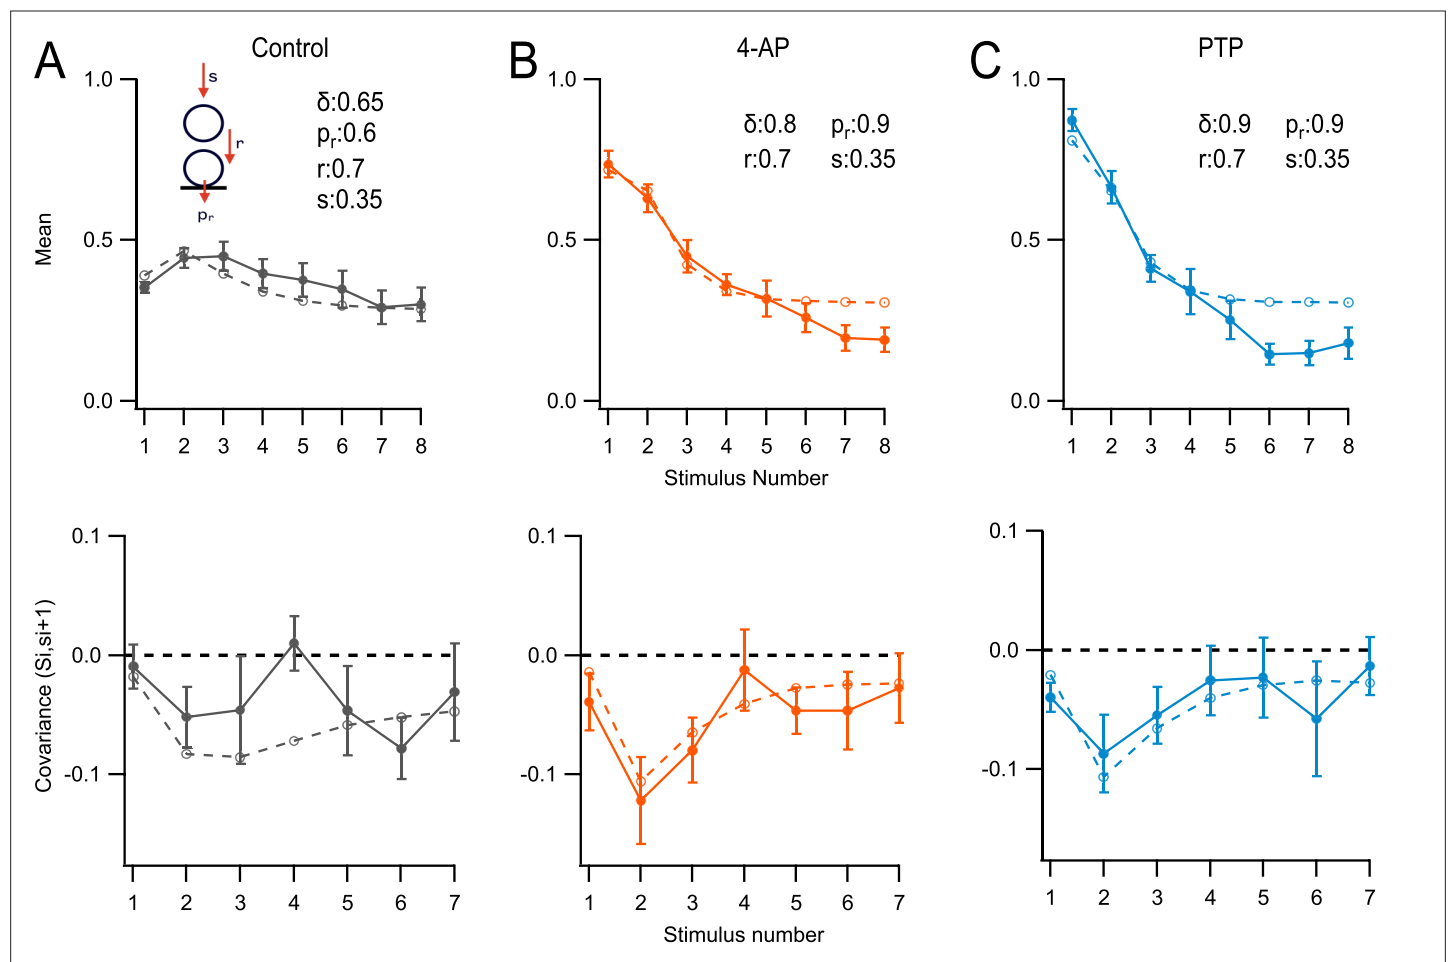 A
Control
B
4-AP
C
PTP
1.0
0.5
0.0
Mean
s
r
pr
δ:0.65
pr:0.6
r:0.7
s:0.35
1 2 3 4 5 6 7 8
1.0
0.5
0.0
δ:0.8 pr:0.9
r:0.7 s:0.35
1 2 3 4 5 6 7 8
Stimulus Number
1.0
0.5
0.0
δ:0.9 pr:0.9
r:0.7 s:0.35
1 2 3 4 5 6 7 8
0.1
0.0
-0.1
Covariance (Si,si+1)
1 2 3 4 5 6 7
0.1
0.0
-0.1
1 2 3 4 5 6 7
Stimulus number
0.1
0.0
-0.1
1 2 3 4 5 6 7